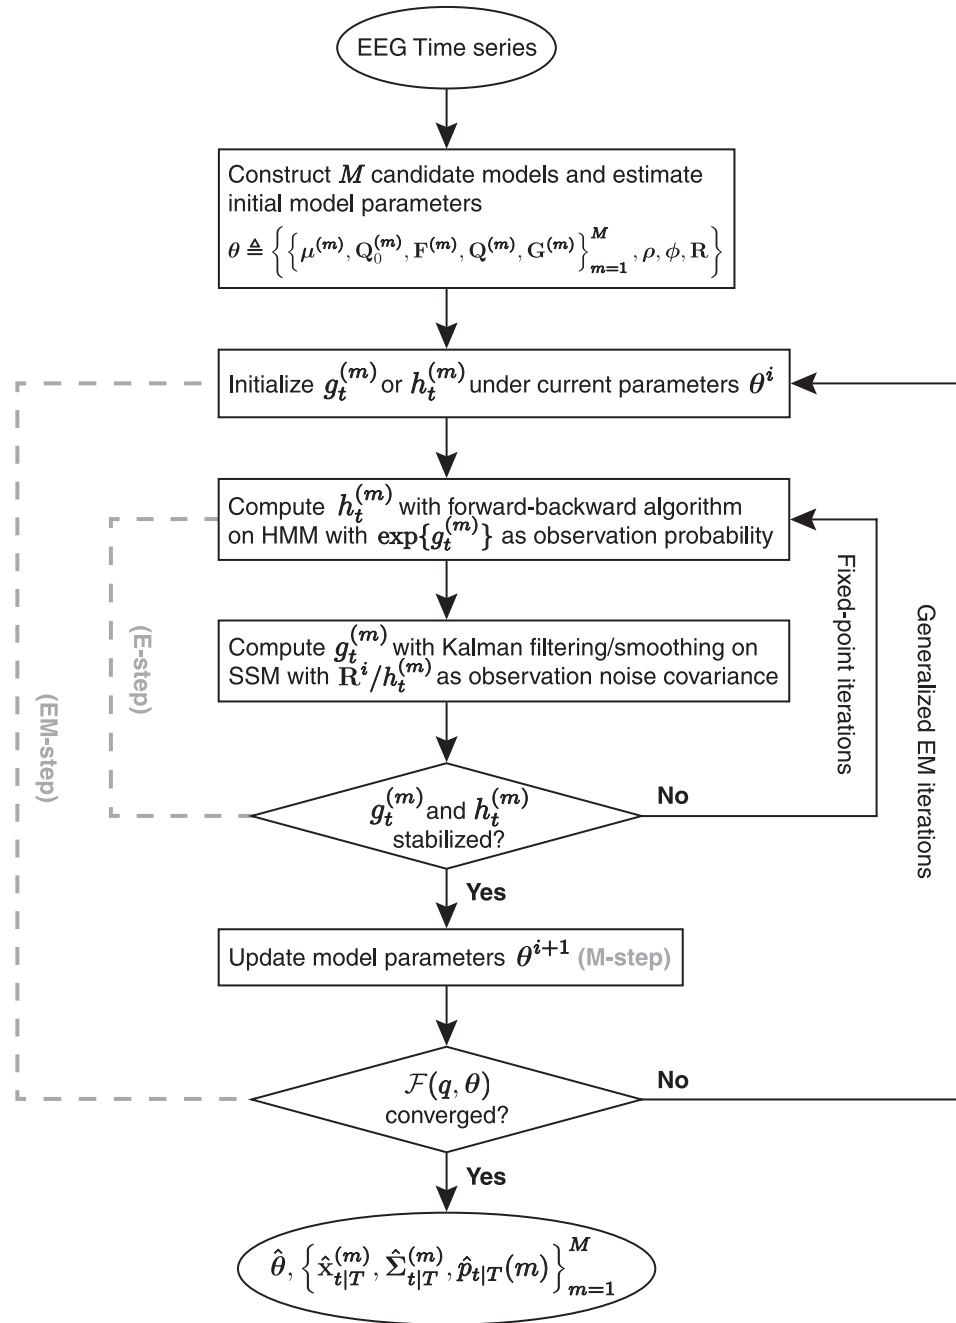 EEG Time series
Construct M candidate models and estimate
initial model parameters
θ ≜ { { μ^(m), Q_0^(m), F^(m), Q^(m), G^(m) }_{m=1}^M , ρ, ϕ, R }
Initialize g_t^(m) or h_t^(m) under current parameters θ^i
Compute h_t^(m) with forward-backward algorithm
on HMM with exp{g_t^(m)} as observation probability
Compute g_t^(m) with Kalman filtering/smoothing on
SSM with R^i/h_t^(m) as observation noise covariance
g_t^(m) and h_t^(m)
stabilized?
No
Yes
Update model parameters θ^{i+1} (M-step)
F(q, θ)
converged?
No
Yes
θ̂, { x̂_{t|T}^(m), Σ̂_{t|T}^(m), p̂_{t|T}(m) }_{m=1}^M
(E-step)
(EM-step)
Fixed-point iterations
Generalized EM iterations